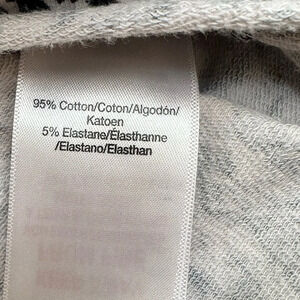 95% Cotton/Coton/Algodón/
Katoen
5% Elastane/Élasthanne
/Elastano/Elasthan